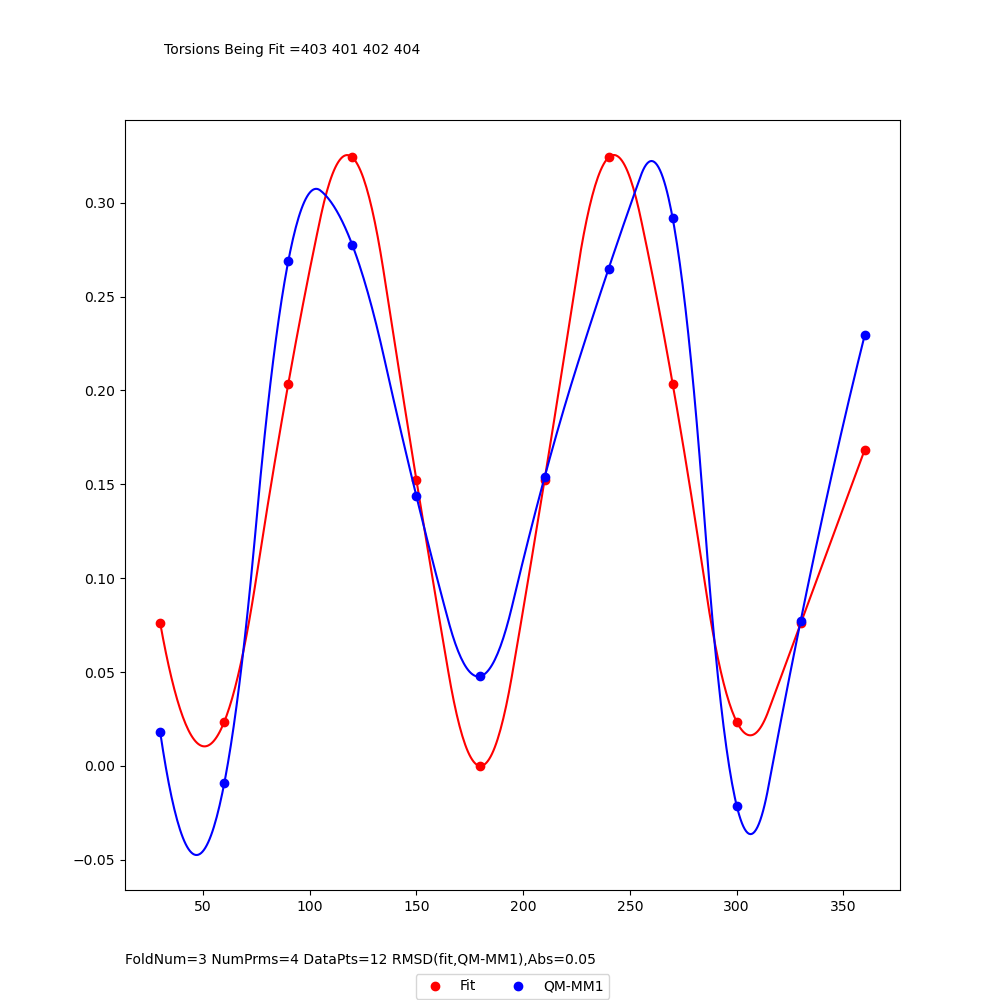 Torsions Being Fit =403 401 402 404
0.30
0.25
0.20
0.15
0.10
0.05
0.00
−0.05
50 100 150 200 250 300 350
FoldNum=3 NumPrms=4 DataPts=12 RMSD(fit,QM-MM1),Abs=0.05
Fit QM-MM1